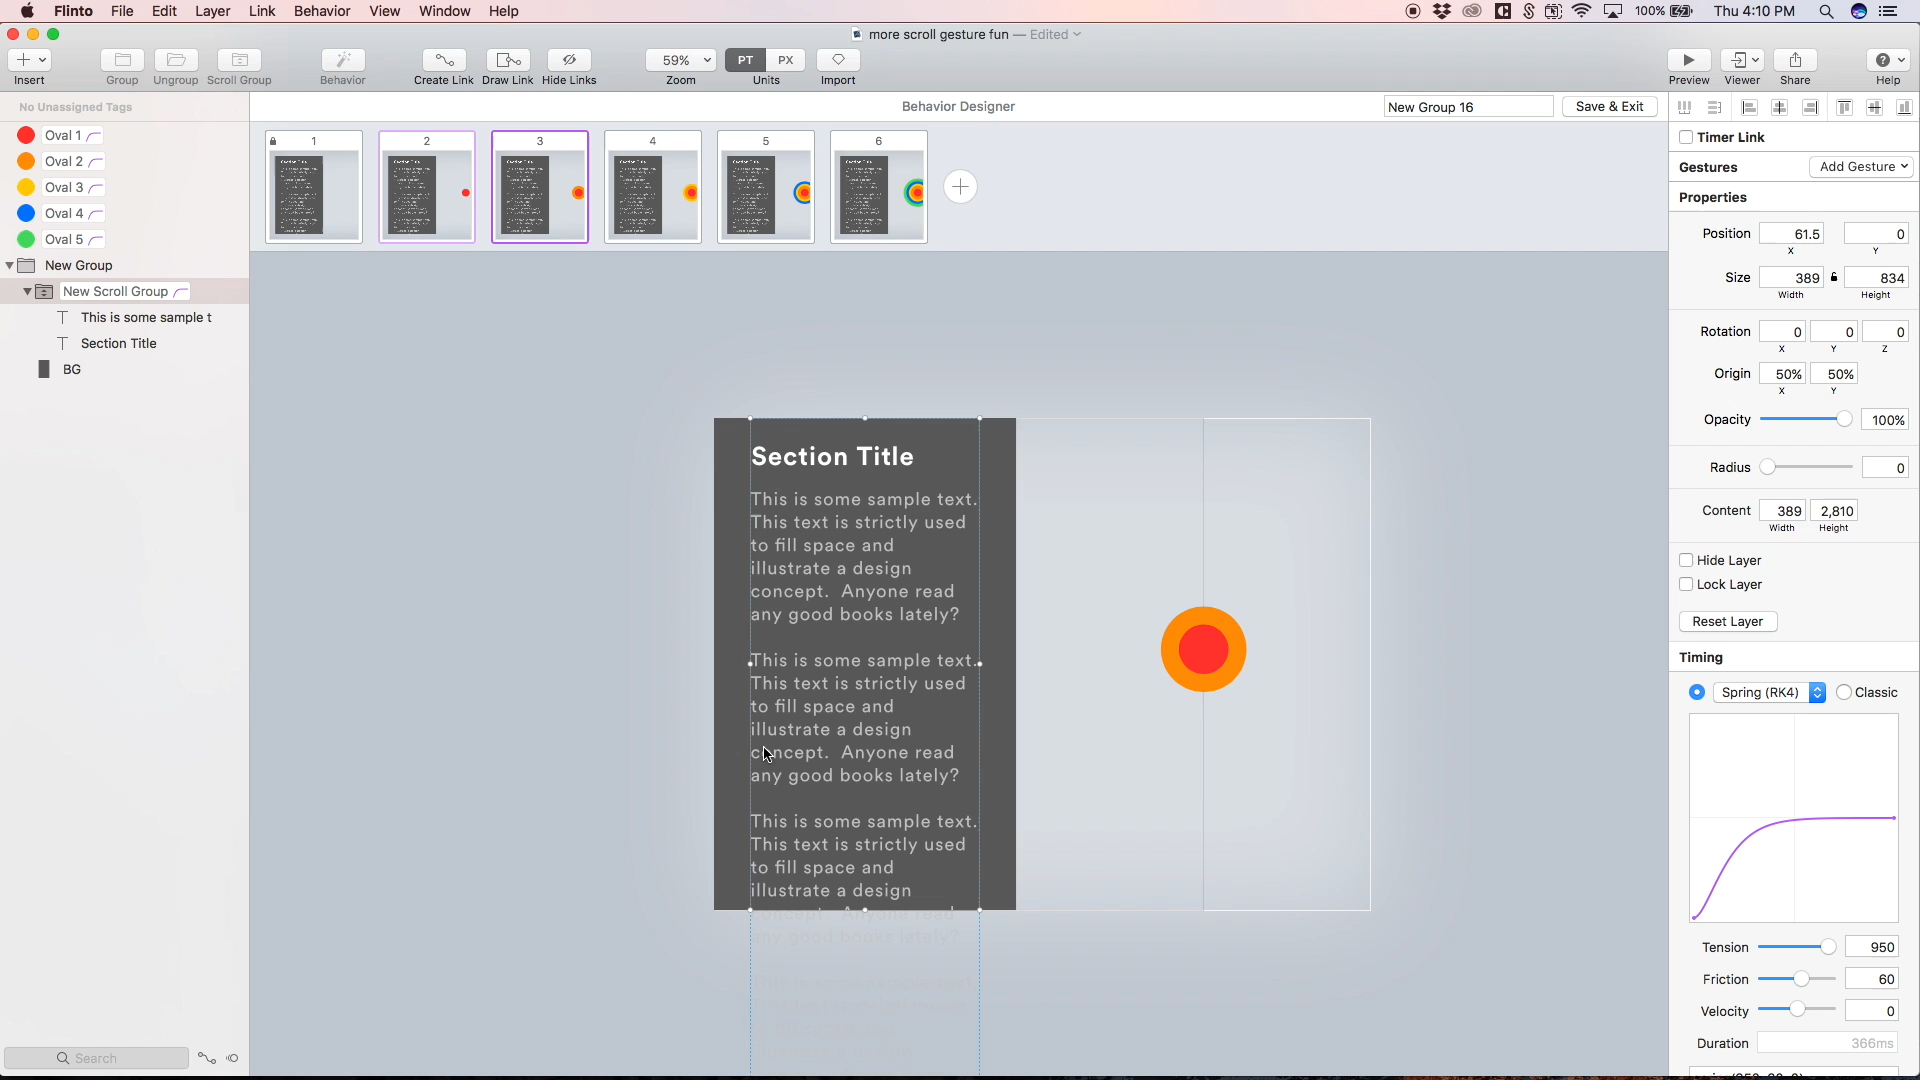 Flinto File Edit Layer Link Behavior View Window Help
100% Thu 4:10 PM
more scroll gesture fun — Edited
Insert Group Ungroup Scroll Group Behavior Create Link Draw Link Hide Links
59% Zoom
PT PX Units
Import
Preview Viewer Share Help
No Unassigned Tags
Behavior Designer
New Group 16
Save & Exit
Oval 1
Oval 2
Oval 3
Oval 4
Oval 5
New Group
New Scroll Group
This is some sample t
Section Title
BG
Search
1 2 3 4 5 6
Section Title
This is some sample text.
This text is strictly used
to fill space and
illustrate a design
concept. Anyone read
any good books lately?
This is some sample text.
This text is strictly used
to fill space and
illustrate a design
concept. Anyone read
any good books lately?
This is some sample text.
This text is strictly used
to fill space and
illustrate a design
concept. Anyone read
any good books lately?
Timer Link
Gestures Add Gesture
Properties
Position 61.5 0
X Y
Size 389 834
Width Height
Rotation 0 0 0
X Y Z
Origin 50% 50%
X Y
Opacity 100%
Radius 0
Content 389 2,810
Width Height
Hide Layer
Lock Layer
Reset Layer
Timing
Spring (RK4) Classic
Tension 950
Friction 60
Velocity 0
Duration 366ms